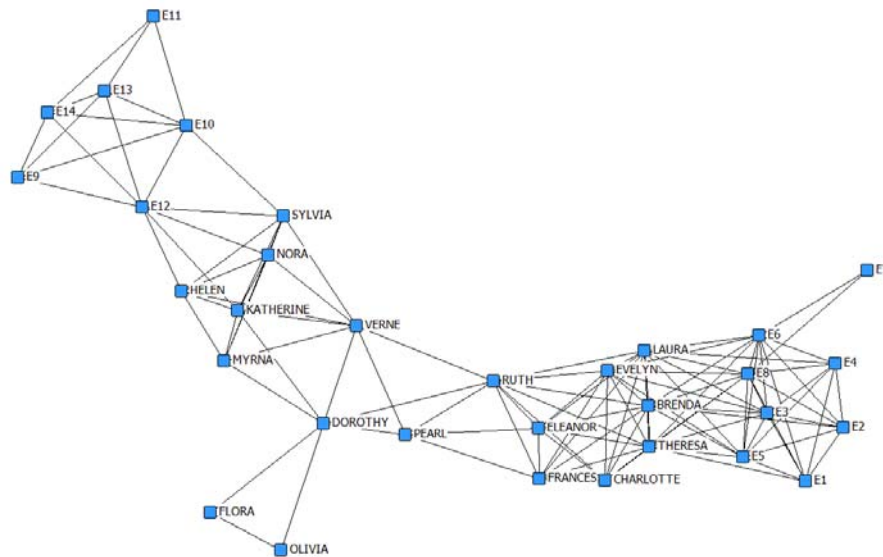 E11
E13
E14
E10
E9
E12
SYLVIA
NORA
E
HELEN
KATHERINE
VERNE
E6
LAURA
E4
MYRNA
EVELYN
E8
RUTH
BRENDA
E3
DOROTHY
E2
ELEANOR
PEARL
THERESA
E5
FRANCES
CHARLOTTE
E1
FLORA
OLIVIA